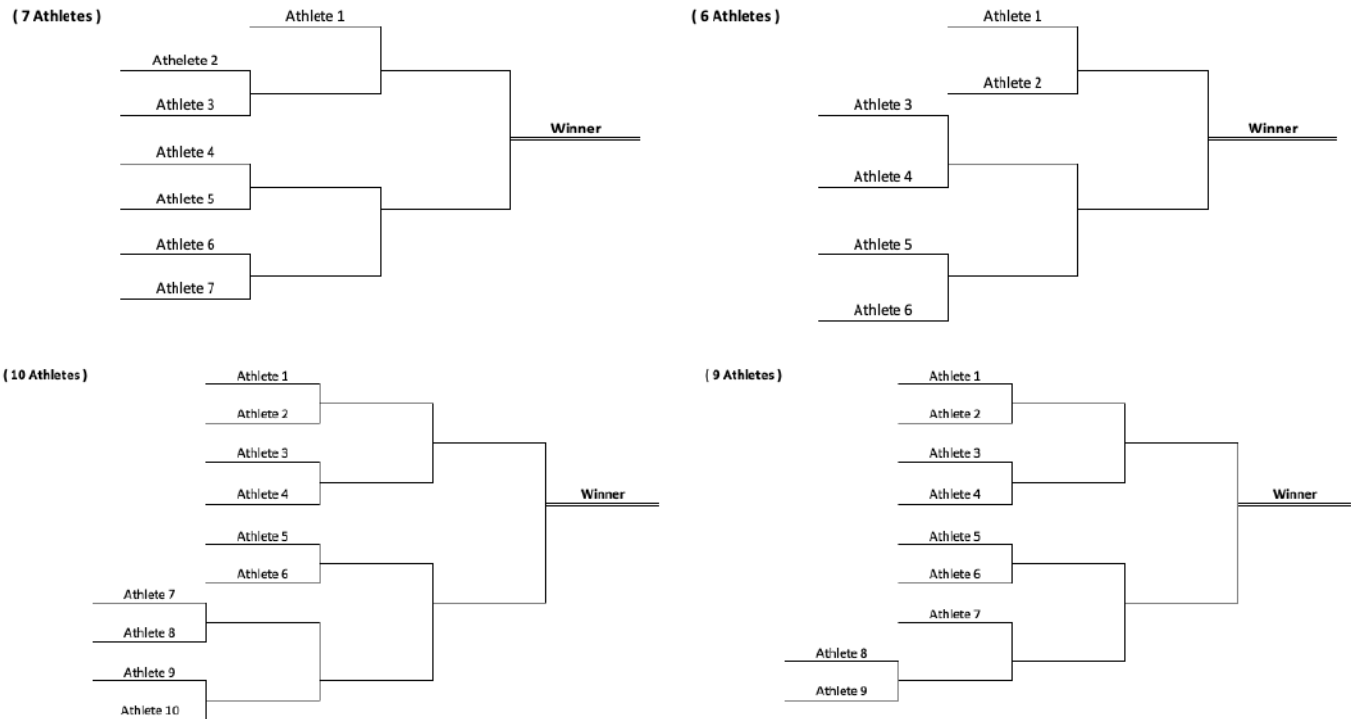 ( 7 Athletes )
Athlete 1
Athelete 2
Athlete 3
Athlete 4
Athlete 5
Athlete 6
Athlete 7
Winner
( 6 Athletes )
Athlete 1
Athlete 2
Athlete 3
Athlete 4
Athlete 5
Athlete 6
Winner
( 10 Athletes )
Athlete 1
Athlete 2
Athlete 3
Athlete 4
Athlete 5
Athlete 6
Athlete 7
Athlete 8
Athlete 9
Athlete 10
Winner
( 9 Athletes )
Athlete 1
Athlete 2
Athlete 3
Athlete 4
Athlete 5
Athlete 6
Athlete 7
Athlete 8
Athlete 9
Winner